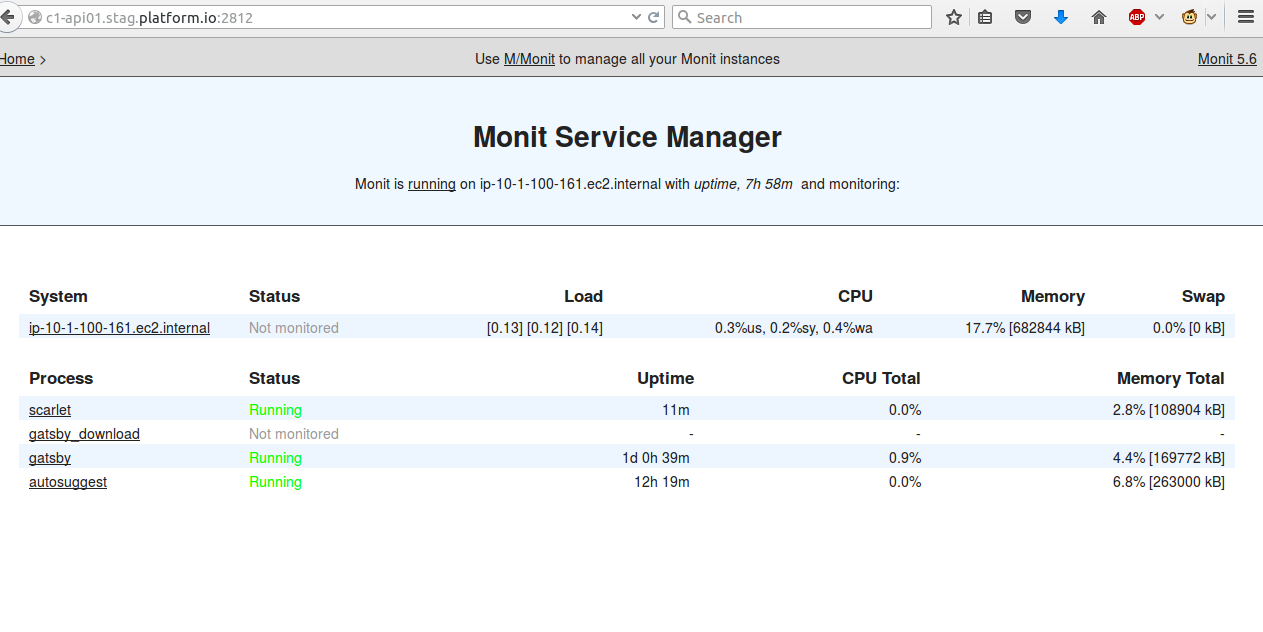 c1-api01.stag.platform.io:2812 Search ABP
Home > Use M/Monit to manage all your Monit instances Monit 5.6
Monit Service Manager
Monit is running on ip-10-1-100-161.ec2.internal with uptime, 7h 58m and monitoring:
System Status Load CPU Memory Swap
ip-10-1-100-161.ec2.internal Not monitored [0.13] [0.12] [0.14] 0.3%us, 0.2%sy, 0.4%wa 17.7% [682844 kB] 0.0% [0 kB]
Process Status Uptime CPU Total Memory Total
scarlet Running 11m 0.0% 2.8% [108904 kB]
gatsby_download Not monitored - - -
gatsby Running 1d 0h 39m 0.9% 4.4% [169772 kB]
autosuggest Running 12h 19m 0.0% 6.8% [263000 kB]